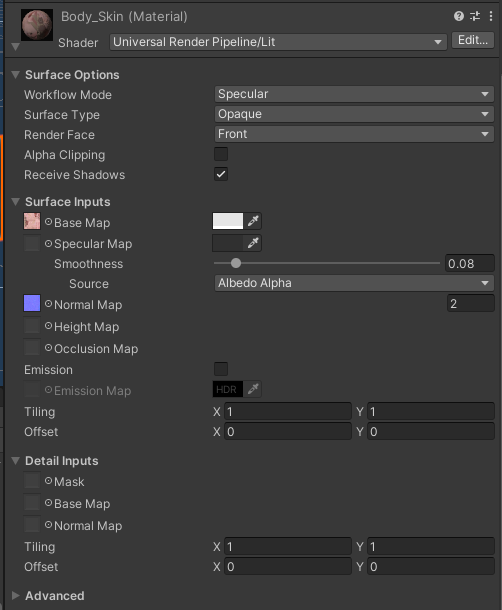 Body_Skin (Material)
Shader Universal Render Pipeline/Lit Edit...
Surface Options
Workflow Mode Specular
Surface Type Opaque
Render Face Front
Alpha Clipping
Receive Shadows
Surface Inputs
Base Map
Specular Map
Smoothness 0.08
Source Albedo Alpha
Normal Map 2
Height Map
Occlusion Map
Emission
Emission Map HDR
Tiling X 1 Y 1
Offset X 0 Y 0
Detail Inputs
Mask
Base Map
Normal Map
Tiling X 1 Y 1
Offset X 0 Y 0
Advanced